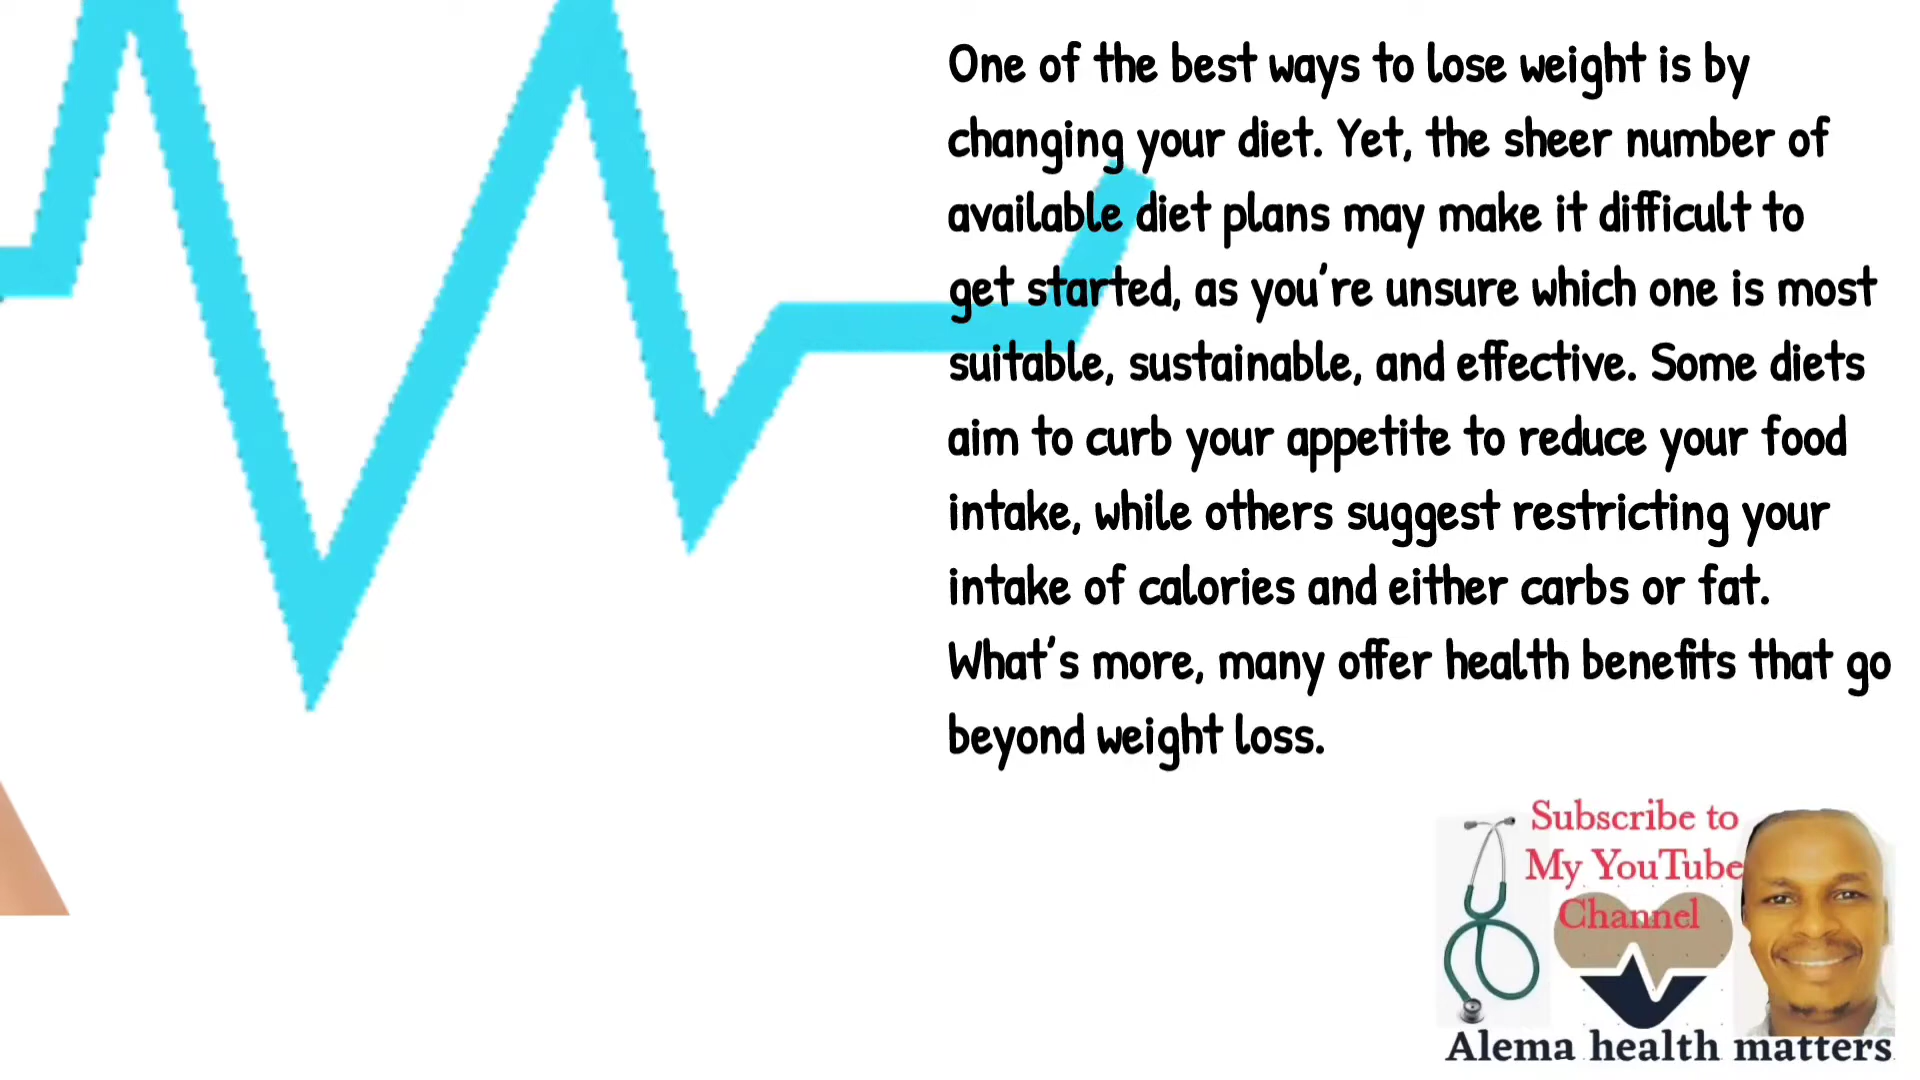 One of the best ways to lose weight is by
changing your diet. Yet, the sheer number of
available diet plans may make it difficult to
get started, as you're unsure which one is most
suitable, sustainable, and effective. Some diets
aim to curb your appetite to reduce your food
intake, while others suggest restricting your
intake of calories and either carbs or fat.
What's more, many offer health benefits that go
beyond weight loss.
Subscribe to
My YouTube
Channel
Alema health matters